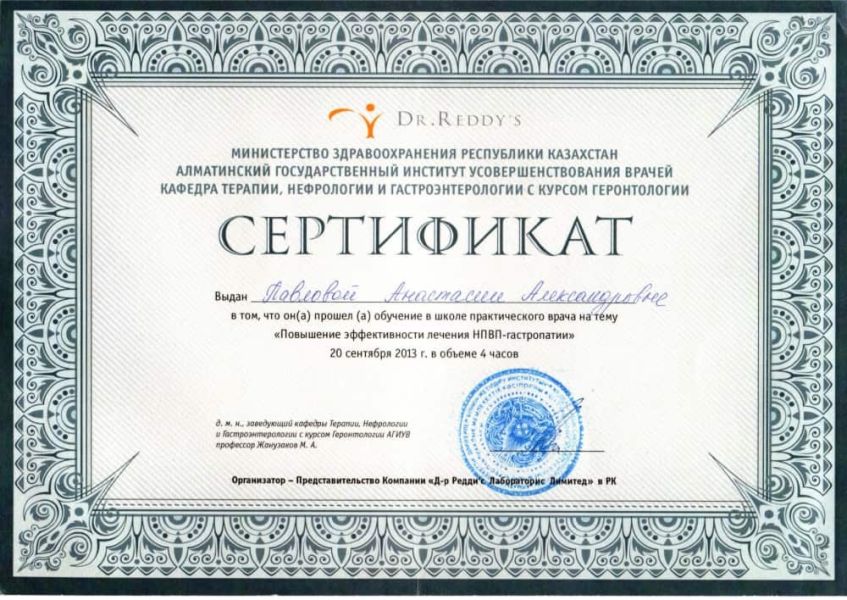 DR.REDDY'S
МИНИСТЕРСТВО ЗДРАВООХРАНЕНИЯ РЕСПУБЛИКИ КАЗАХСТАН
АЛМАТИНСКИЙ ГОСУДАРСТВЕННЫЙ ИНСТИТУТ УСОВЕРШЕНСТВОВАНИЯ ВРАЧЕЙ
КАФЕДРА ТЕРАПИИ, НЕФРОЛОГИИ И ГАСТРОЭНТЕРОЛОГИИ С КУРСОМ ГЕРОНТОЛОГИИ
СЕРТИФИКАТ
Выдан Павловой Анастасии Александровне
в том, что он(а) прошел (а) обучение в школе практического врача на тему
«Повышение эффективности лечения НПВП-гастропатии»
20 сентября 2013 г. в объеме 4 часов
д. м. н., заведующий кафедры Терапии, Нефрологии
и Гастроэнтерологии с курсом Геронтологии АГИУВ
профессор Жанузаков М. А.
Организатор – Представительство Компании «Д-р Редди'с Лабораторис Лимитед» в РК